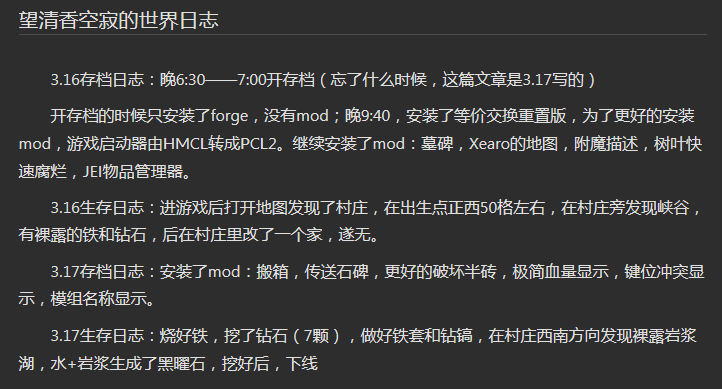 望清香空寂的世界日志
3.16存档日志：晚6:30——7:00开存档（忘了什么时候，这篇文章是3.17写的）
开存档的时候只安装了forge，没有mod；晚9:40，安装了等价交换重置版，为了更好的安装
mod，游戏启动器由HMCL转成PCL2。继续安装了mod：墓碑，Xearo的地图，附魔描述，树叶快
速腐烂，JEI物品管理器。
3.16生存日志：进游戏后打开地图发现了村庄，在出生点正西50格左右，在村庄旁发现峡谷，
有裸露的铁和钻石，后在村庄里改了一个家，遂无。
3.17存档日志：安装了mod：搬箱，传送石碑，更好的破坏半砖，极简血量显示，键位冲突显
示，模组名称显示。
3.17生存日志：烧好铁，挖了钻石（7颗），做好铁套和钻镐，在村庄西南方向发现裸露岩浆
湖，水+岩浆生成了黑曜石，挖好后，下线